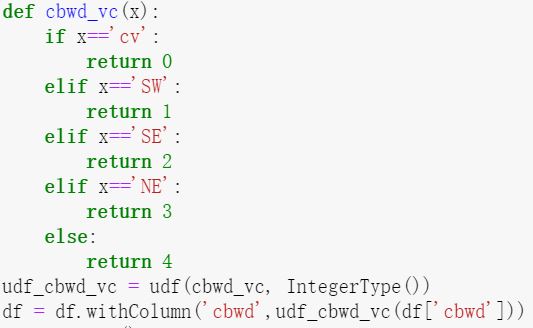 def cbwd_vc(x):
    if x=='cv':
        return 0
    elif x=='SW':
        return 1
    elif x=='SE':
        return 2
    elif x=='NE':
        return 3
    else:
        return 4
udf_cbwd_vc = udf(cbwd_vc, IntegerType())
df = df.withColumn('cbwd',udf_cbwd_vc(df['cbwd']))